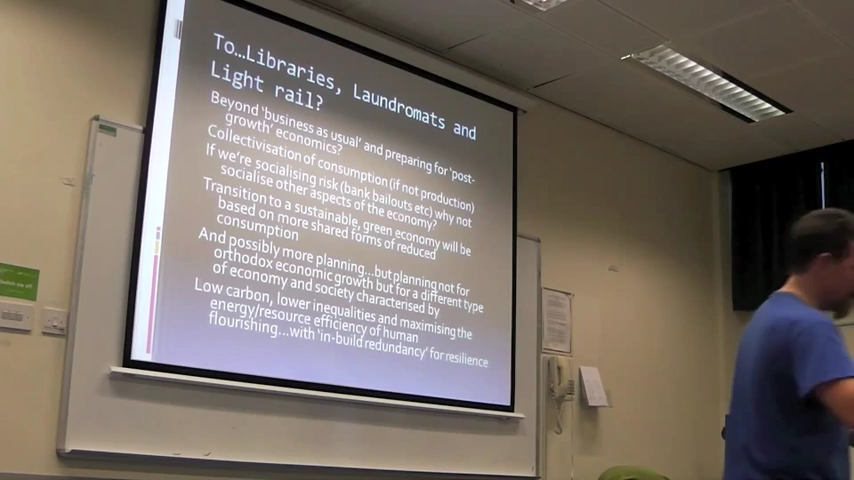 To...Libraries, Laundromats and
Light rail?
Beyond 'business as usual' and preparing for 'post-
growth' economics?
Collectivisation of consumption (if not production)
If we're socialising risk (bank bailouts etc) why not
socialise other aspects of the economy?
Transition to a sustainable, green economy will be
based on more shared forms of reduced
consumption
And possibly more planning...but planning not for
orthodox economic growth but for a different type
of economy and society characterised by
Low carbon, lower inequalities and maximising the
energy/resource efficiency of human
flourishing...with 'in-build redundancy' for resilience